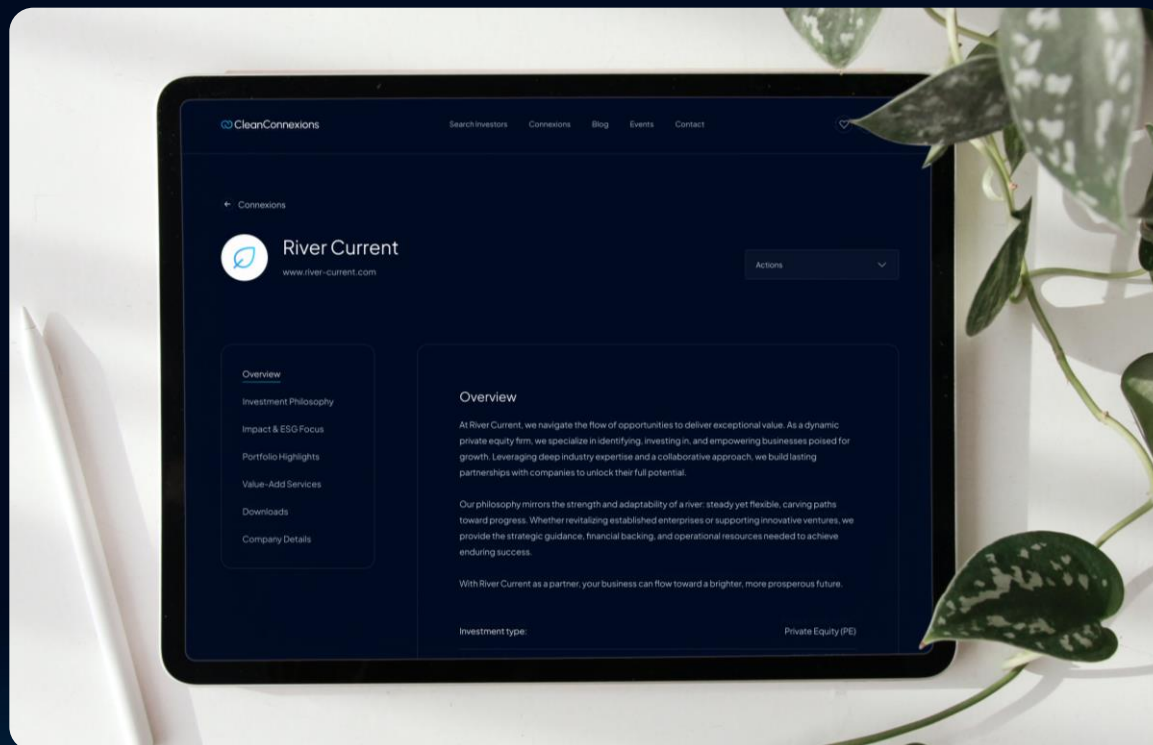 CleanConnexions
Search Investors Connexions Blog Events Contact
← Connexions
River Current
www.river-current.com
Actions
Overview
Investment Philosophy
Impact & ESG Focus
Portfolio Highlights
Value-Add Services
Downloads
Company Details
Overview
At River Current, we navigate the flow of opportunities to deliver exceptional value. As a dynamic
private equity firm, we specialize in identifying, investing in, and empowering businesses poised for
growth. Leveraging deep industry expertise and a collaborative approach, we build lasting
partnerships with companies to unlock their full potential.
Our philosophy mirrors the strength and adaptability of a river: steady yet flexible, carving paths
toward progress. Whether revitalizing established enterprises or supporting innovative ventures, we
provide the strategic guidance, financial backing, and operational resources needed to achieve
enduring success.
With River Current as a partner, your business can flow toward a brighter, more prosperous future.
Investment type: Private Equity (PE)